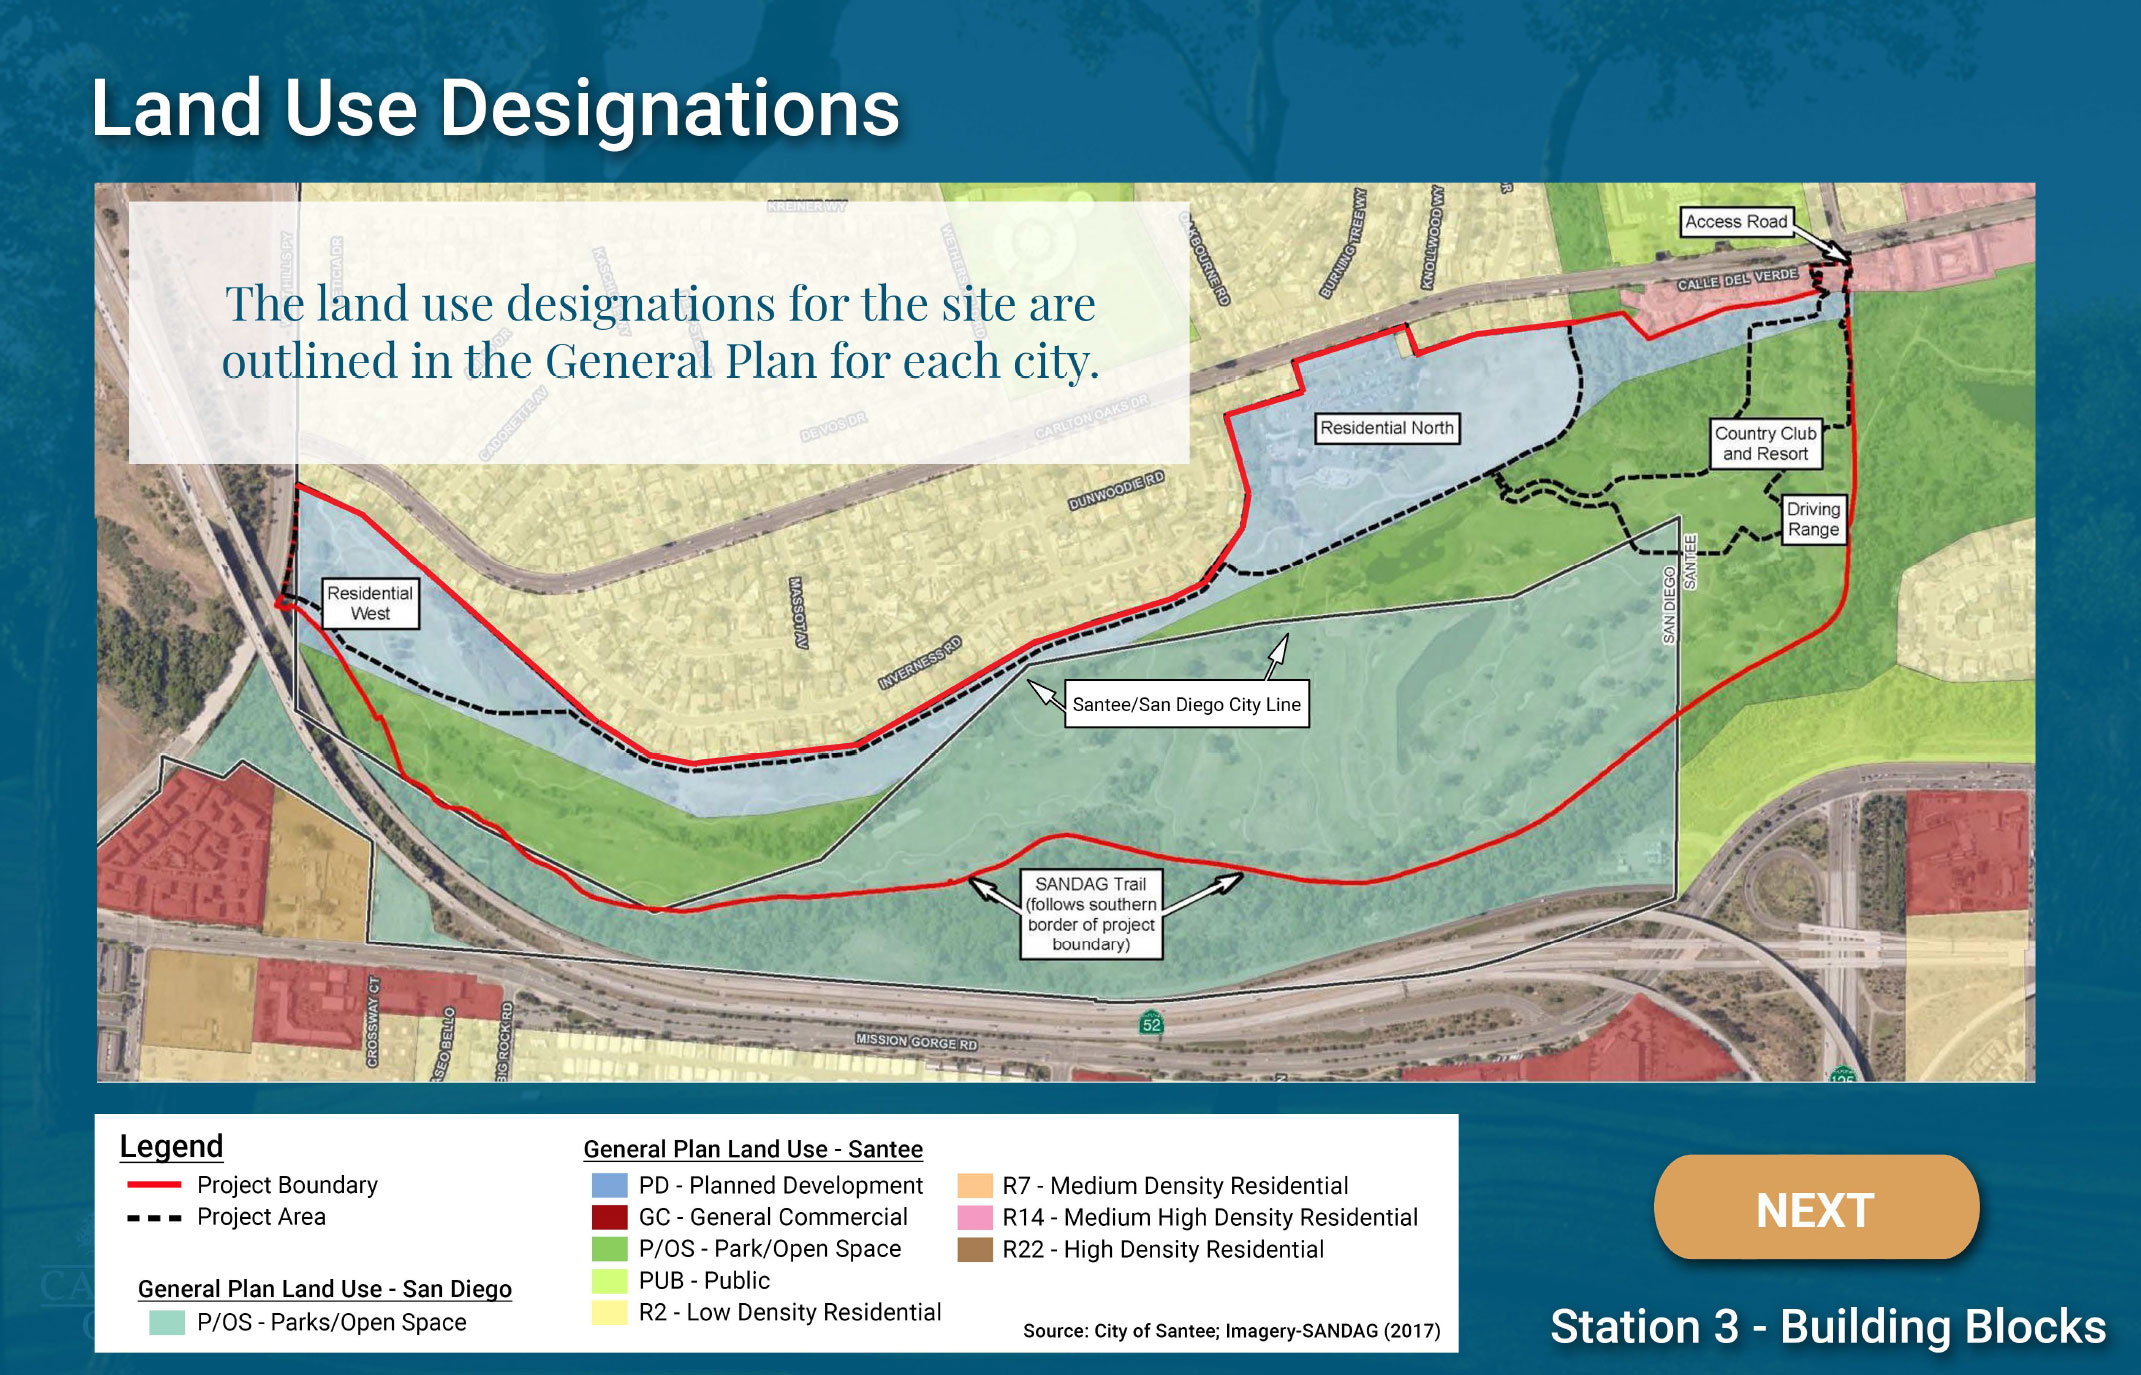 Land Use Designations
The land use designations for the site are
outlined in the General Plan for each city.
KREINER WY
BURNING TREE WY
KNOLLWOOD WY
Access Road
CALLE DEL VERDE
CADORETTE AV
DE VOS DR
CARLTON OAKS DR
DUNWOODIE RD
Residential North
Country Club
and Resort
Driving
Range
SAN DIEGO
SANTEE
Residential
West
MASSOT AV
INVERNESS RD
Santee/San Diego City Line
SANDAG Trail
(follows southern
border of project
boundary)
CROSSWAY CT
BIG ROCK RD
MISSION GORGE RD
52
Legend
Project Boundary
Project Area
General Plan Land Use - San Diego
P/OS - Parks/Open Space
General Plan Land Use - Santee
PD - Planned Development
GC - General Commercial
P/OS - Park/Open Space
PUB - Public
R2 - Low Density Residential
R7 - Medium Density Residential
R14 - Medium High Density Residential
R22 - High Density Residential
Source: City of Santee; Imagery-SANDAG (2017)
NEXT
Station 3 - Building Blocks